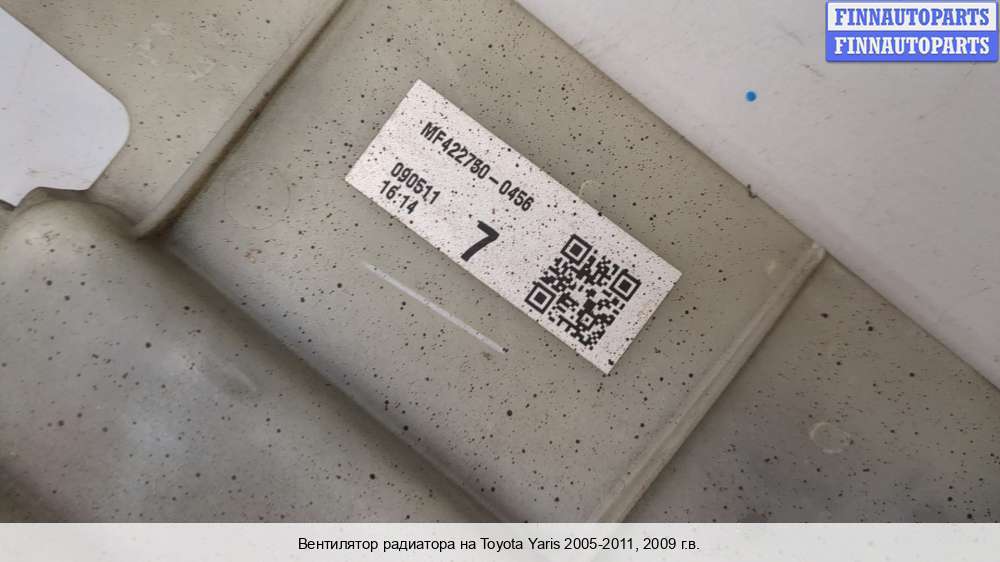 FINNAUTOPARTS
FINNAUTOPARTS
MF422750-0456
090511
16:14
7
Вентилятор радиатора на Toyota Yaris 2005-2011, 2009 г.в.